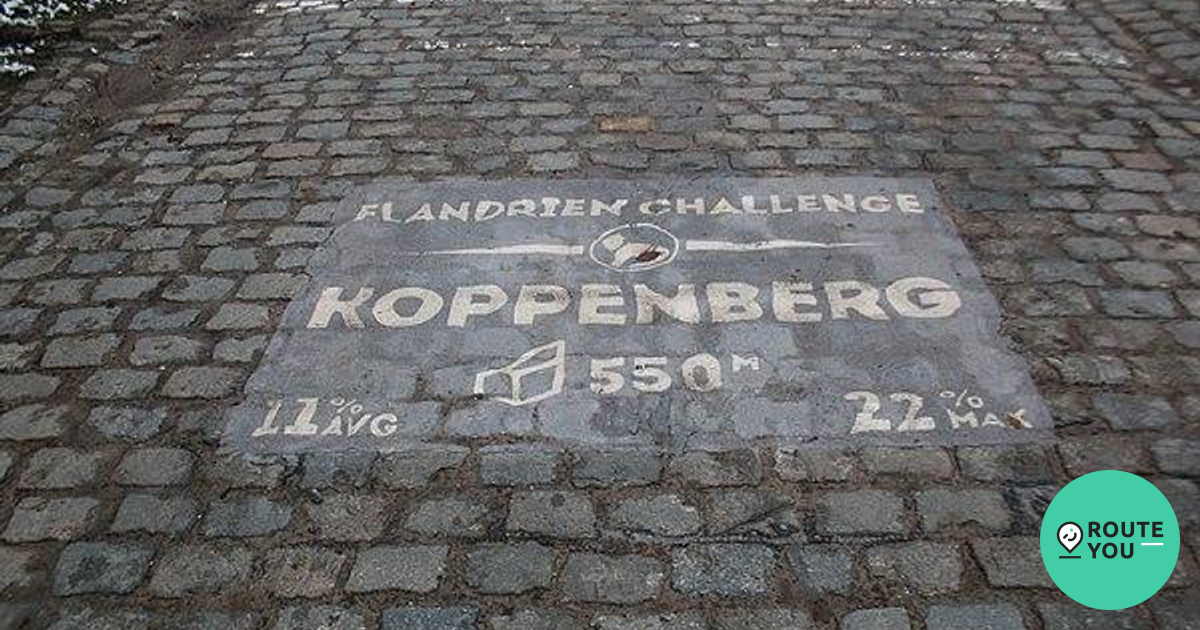 FLANDRIEN CHALLENGE
KOPPENBERG
550M
11% AVG
22% MAX
ROUTE
YOU